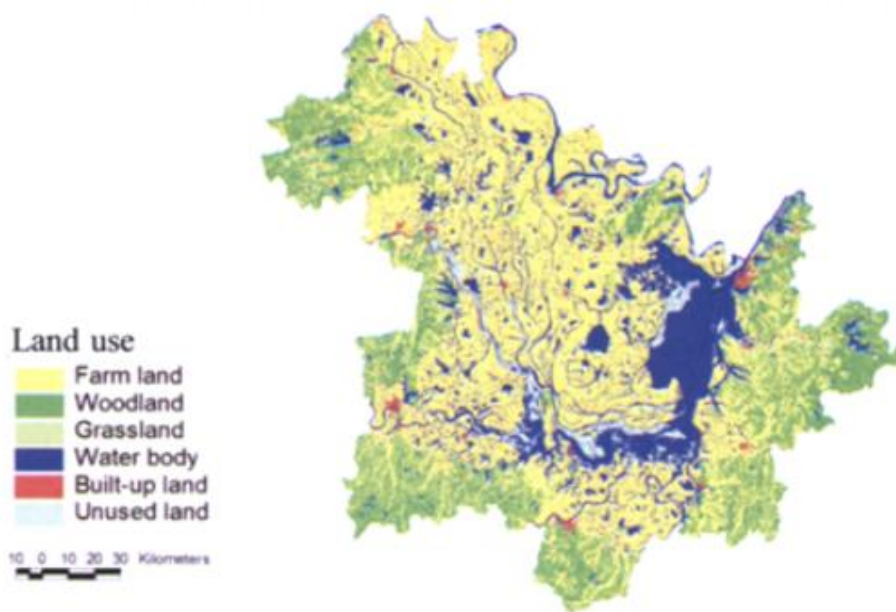 Land use
Farm land
Woodland
Grassland
Water body
Built-up land
Unused land
10 0 10 20 30 Kilometers